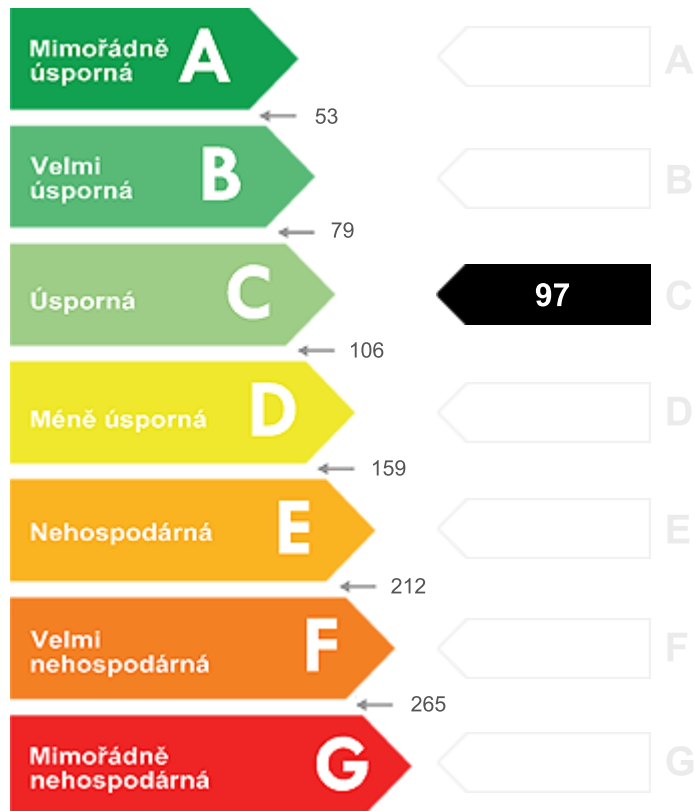 Mimořádně
úsporná
A
A
53
Velmi
úsporná
B
B
79
Úsporná
C
97
C
106
Méně úsporná
D
D
159
Nehospodárná
E
E
212
Velmi
nehospodárná
F
F
265
Mimořádně
nehospodárná
G
G